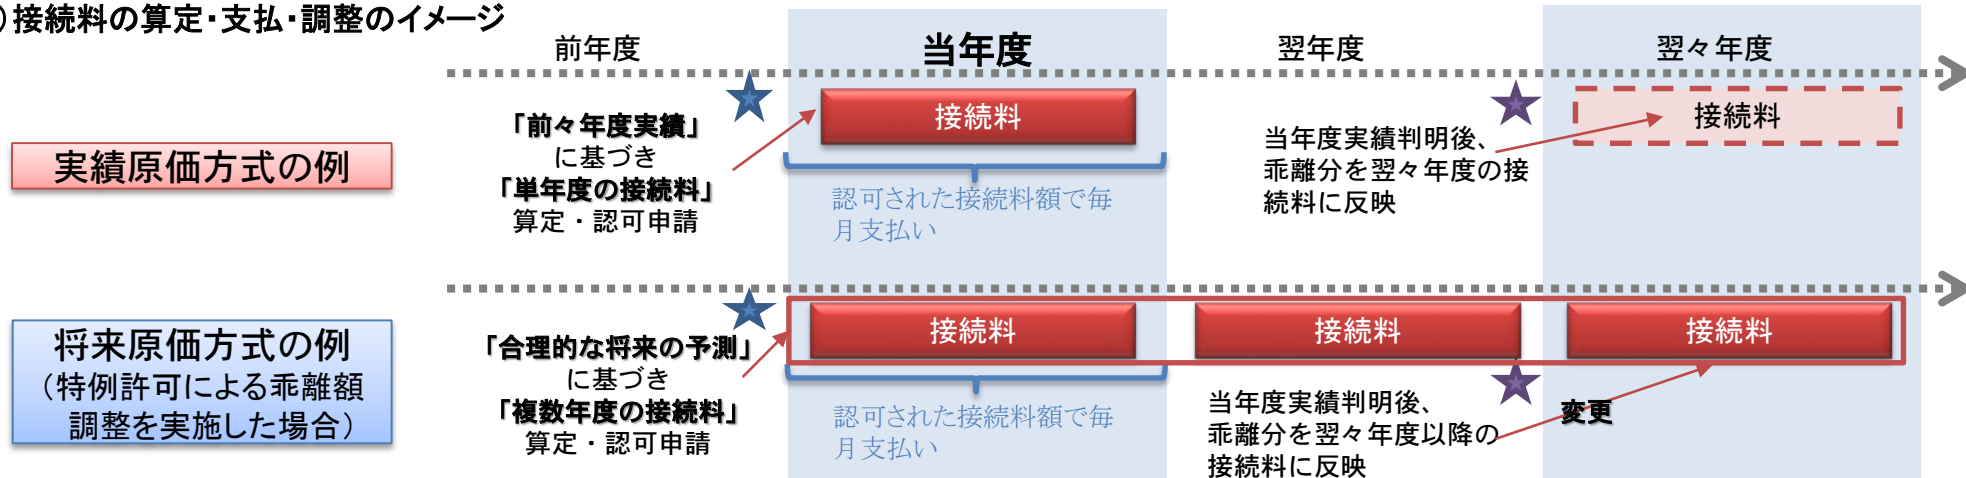 )接続料の算定・支払・調整のイメージ
前年度
当年度
翌年度
翌々年度
実績原価方式の例
「前々年度実績」
に基づき
「単年度の接続料」
算定・認可申請
接続料
認可された接続料額で毎
月支払い
当年度実績判明後、
乖離分を翌々年度の接
続料に反映
接続料
将来原価方式の例
（特例許可による乖離額
調整を実施した場合）
「合理的な将来の予測」
に基づき
「複数年度の接続料」
算定・認可申請
接続料
接続料
接続料
認可された接続料額で毎
月支払い
当年度実績判明後、
乖離分を翌々年度以降の
接続料に反映
変更